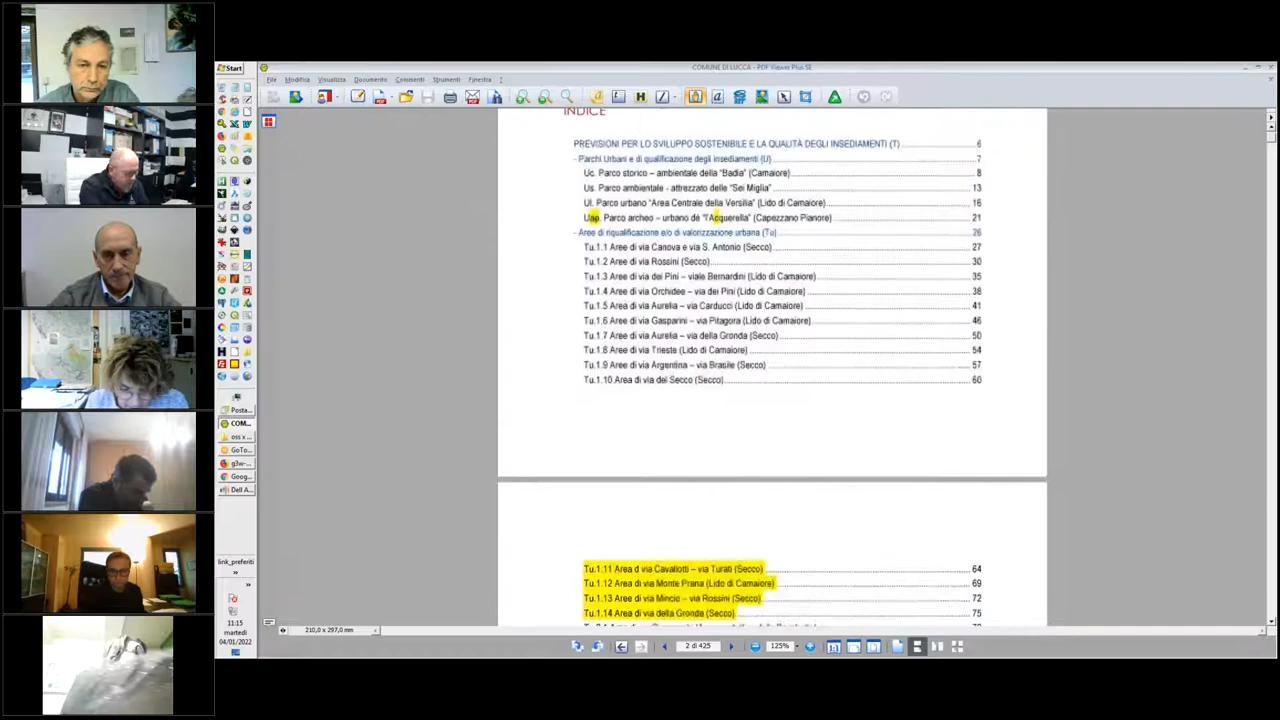 COMUNE DI LUCCA - PDF Viewer Plus SE
Start
File Modifica Visualizza Documento Commenti Strumenti Finestra
INDICE
PREVISIONI PER LO SVILUPPO SOSTENIBILE E LA QUALITÀ DEGLI INSEDIAMENTI (T) 6
- Parchi Urbani e di qualificazione degli insediamenti (U) 7
Uc. Parco storico – ambientale della "Badia" (Camaiore) 8
Us. Parco ambientale - attrezzato delle "Sei Miglia" 13
Ul. Parco urbano "Area Centrale della Versilia" (Lido di Camaiore) 16
Uap. Parco archeo – urbano de "l'Acquerella" (Capezzano Pianore) 21
- Aree di riqualificazione e/o di valorizzazione urbana (Tu) 26
Tu.1.1 Aree di via Canova e via S. Antonio (Secco) 27
Tu.1.2 Aree di via Rossini (Secco) 30
Tu.1.3 Aree di via dei Pini – viale Bernardini (Lido di Camaiore) 35
Tu.1.4 Aree di via Orchidee – via dei Pini (Lido di Camaiore) 38
Tu.1.5 Aree di via Aurelia – via Carducci (Lido di Camaiore) 41
Tu.1.6 Aree di via Gasparini – via Pitagora (Lido di Camaiore) 46
Tu.1.7 Aree di via Aurelia – via della Gronda (Secco) 50
Tu.1.8 Aree di via Trieste (Lido di Camaiore) 54
Tu.1.9 Aree di via Argentina – via Brasile (Secco) 57
Tu.1.10 Area di via del Secco (Secco) 60
Tu.1.11 Area d via Cavallotti – via Turati (Secco) 64
Tu.1.12 Area di via Monte Prana (Lido di Camaiore) 69
Tu.1.13 Area di via Mincio – via Rossini (Secco) 72
Tu.1.14 Area di via della Gronda (Secco) 75
Posta...
COM...
oss x ...
GoTo...
g3w-...
Goog...
Dell A...
link_preferiti
»
»
11:15
martedì
04/01/2022
210,0 x 297,0 mm
2 di 425
125%